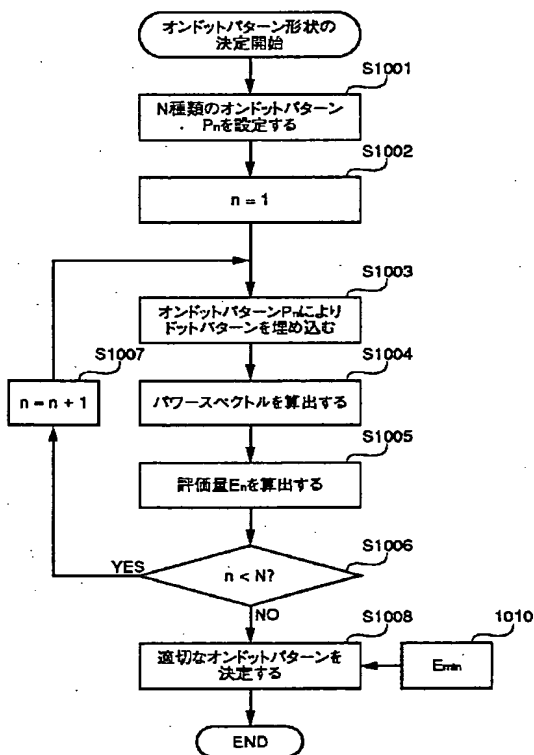 オンドットパターン形状の
決定開始
S1001
N種類のオンドットパターン
Pnを設定する
S1002
n = 1
S1003
オンドットパターンPnにより
ドットパターンを埋め込む
S1007
n = n + 1
S1004
パワースペクトルを算出する
S1005
評価量Enを算出する
S1006
YES
n < N?
NO
S1008
1010
適切なオンドットパターンを
決定する
Emin
END